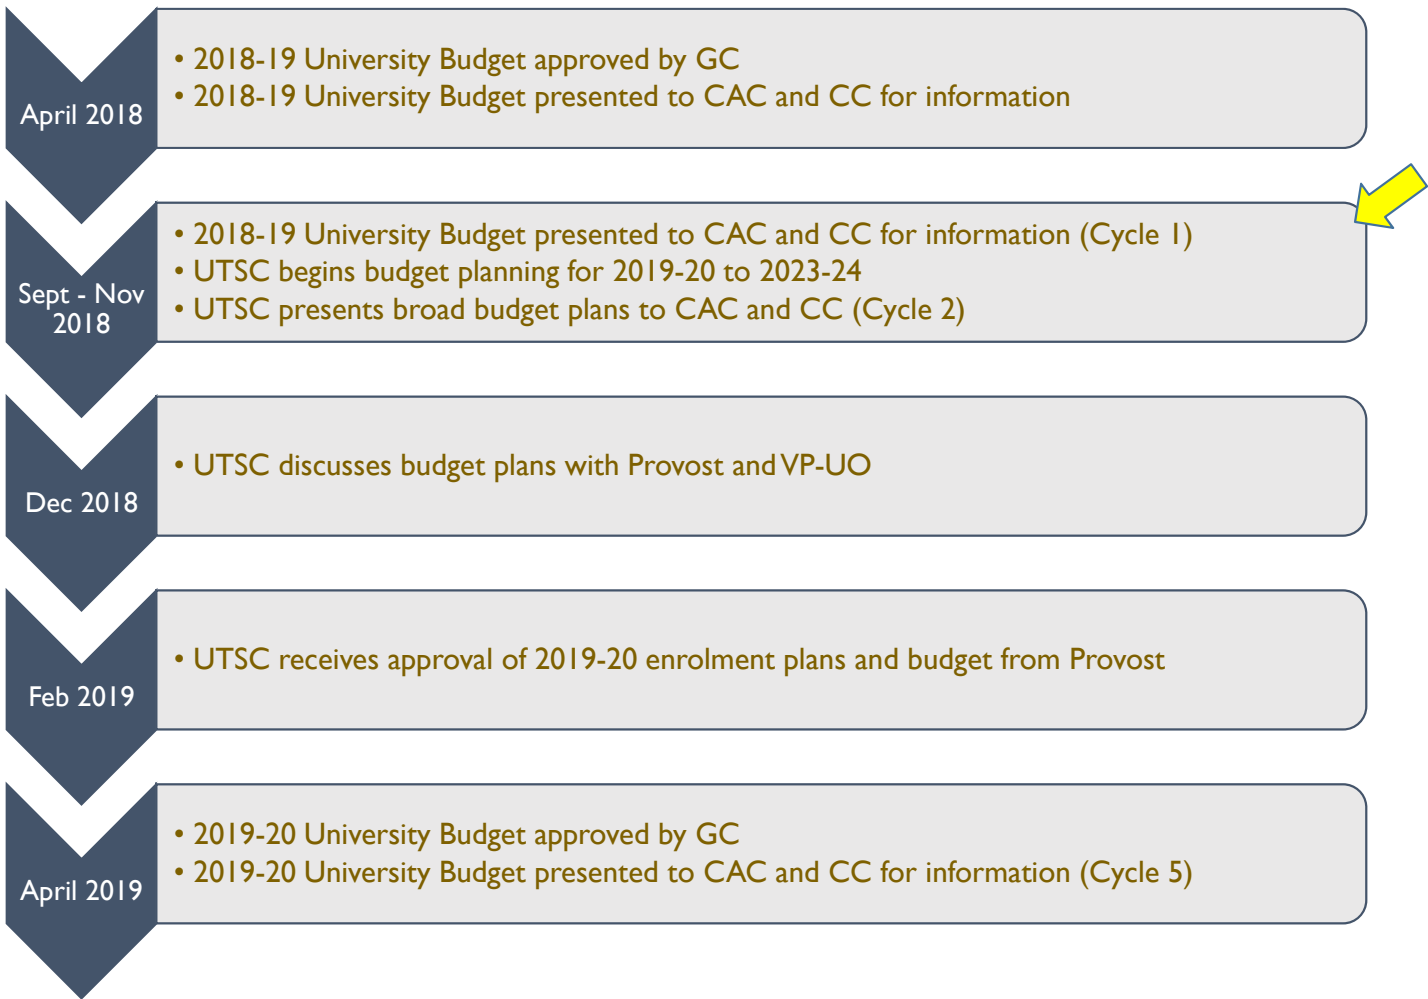 April 2018
• 2018-19 University Budget approved by GC
• 2018-19 University Budget presented to CAC and CC for information
Sept - Nov
2018
• 2018-19 University Budget presented to CAC and CC for information (Cycle 1)
• UTSC begins budget planning for 2019-20 to 2023-24
• UTSC presents broad budget plans to CAC and CC (Cycle 2)
Dec 2018
• UTSC discusses budget plans with Provost and VP-UO
Feb 2019
• UTSC receives approval of 2019-20 enrolment plans and budget from Provost
April 2019
• 2019-20 University Budget approved by GC
• 2019-20 University Budget presented to CAC and CC for information (Cycle 5)